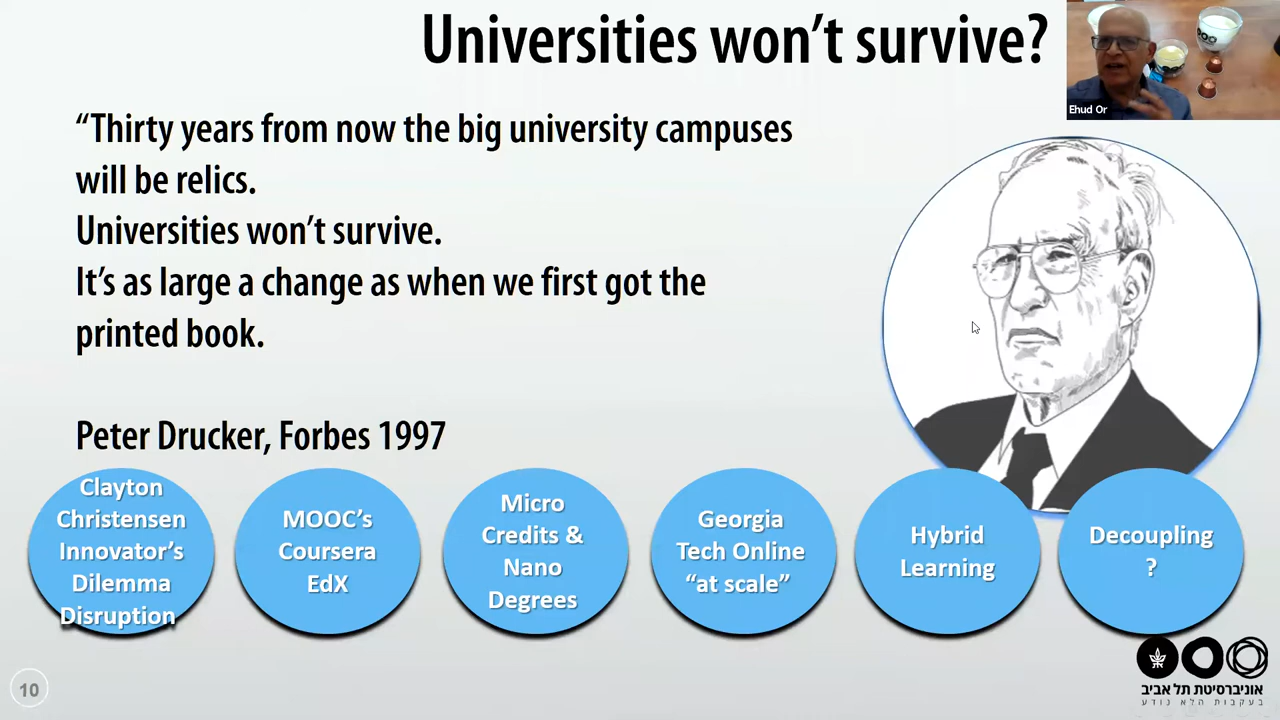 Universities won't survive?
Ehud Or
“Thirty years from now the big university campuses
will be relics.
Universities won't survive.
It's as large a change as when we first got the
printed book.
Peter Drucker, Forbes 1997
Clayton
Christensen
Innovator's
Dilemma
Disruption
MOOC's
Coursera
EdX
Micro
Credits &
Nano
Degrees
Georgia
Tech Online
“at scale”
Hybrid
Learning
Decoupling
?
10
אוניברסיטת תל אביב
בעקבות הלא נודע